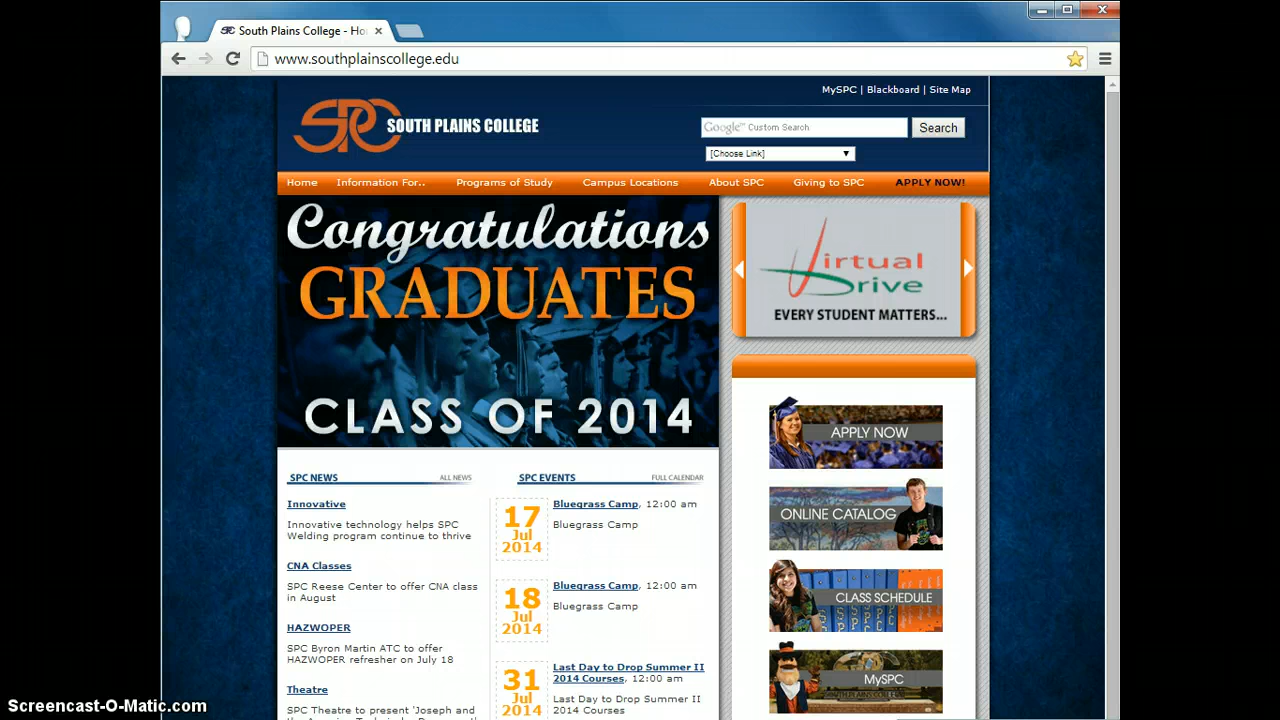 South Plains College - Ho
www.southplainscollege.edu
MySPC | Blackboard | Site Map
SPC SOUTH PLAINS COLLEGE
Google™ Custom Search
Search
[Choose Link]
Home
Information For..
Programs of Study
Campus Locations
About SPC
Giving to SPC
APPLY NOW!
Congratulations
GRADUATES
CLASS OF 2014
Virtual
Drive
EVERY STUDENT MATTERS...
APPLY NOW
ONLINE CATALOG
CLASS SCHEDULE
MySPC
SPC NEWS
ALL NEWS
Innovative
Innovative technology helps SPC
Welding program continue to thrive
CNA Classes
SPC Reese Center to offer CNA class
in August
HAZWOPER
SPC Byron Martin ATC to offer
HAZWOPER refresher on July 18
Theatre
SPC Theatre to present 'Joseph and
SPC EVENTS
FULL CALENDAR
17
Jul
2014
Bluegrass Camp, 12:00 am
Bluegrass Camp
18
Jul
2014
Bluegrass Camp, 12:00 am
Bluegrass Camp
31
Jul
2014
Last Day to Drop Summer II
2014 Courses, 12:00 am
Last Day to Drop Summer II
2014 Courses
Screencast-O-Matic.com